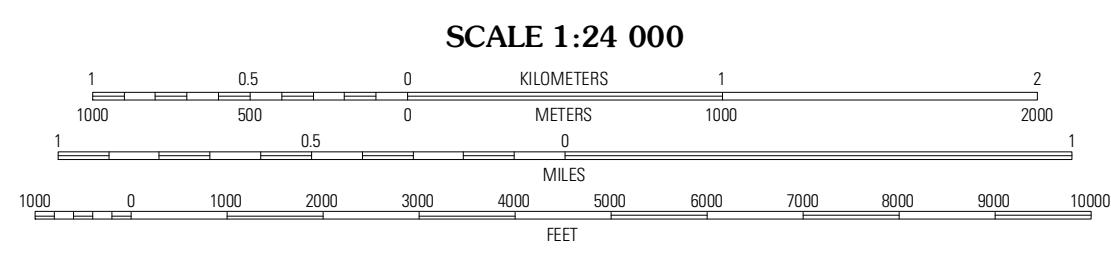 SCALE 1:24 000
1 0.5 0 KILOMETERS 1 2
1000 500 0 METERS 1000 2000
1 0.5 0 1
MILES
1000 0 1000 2000 3000 4000 5000 6000 7000 8000 9000 10000
FEET